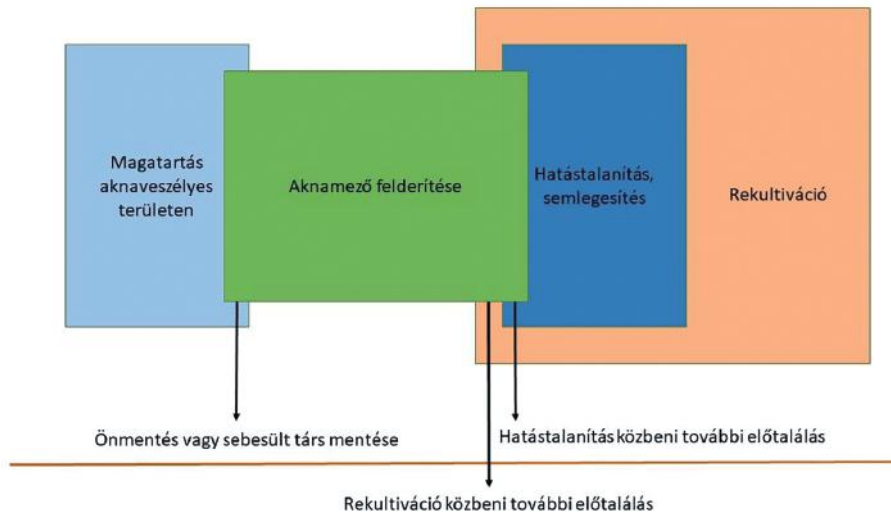 Magatartás
aknaveszélyes
területen
Aknamező felderítése
Hatástalanítás,
semlegesítés
Rekultiváció
Önmentés vagy sebesült társ mentése
Hatástalanítás közbeni további előtalálás
Rekultiváció közbeni további előtalálás